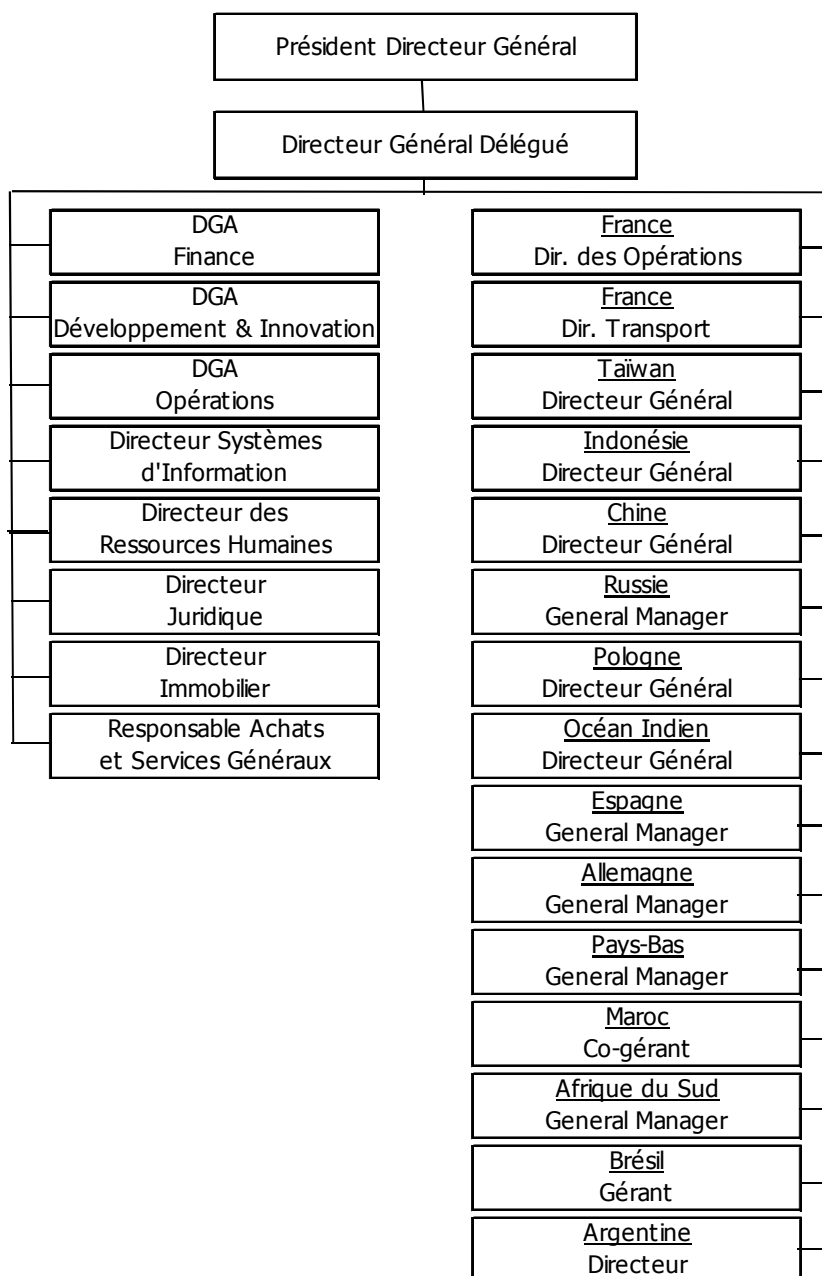 Président Directeur Général
Directeur Général Délégué
DGA
Finance
DGA
Développement & Innovation
DGA
Opérations
Directeur Systèmes
d'Information
Directeur des
Ressources Humaines
Directeur
Juridique
Directeur
Immobilier
Responsable Achats
et Services Généraux
France
Dir. des Opérations
France
Dir. Transport
Taïwan
Directeur Général
Indonésie
Directeur Général
Chine
Directeur Général
Russie
General Manager
Pologne
Directeur Général
Océan Indien
Directeur Général
Espagne
General Manager
Allemagne
General Manager
Pays-Bas
General Manager
Maroc
Co-gérant
Afrique du Sud
General Manager
Brésil
Gérant
Argentine
Directeur